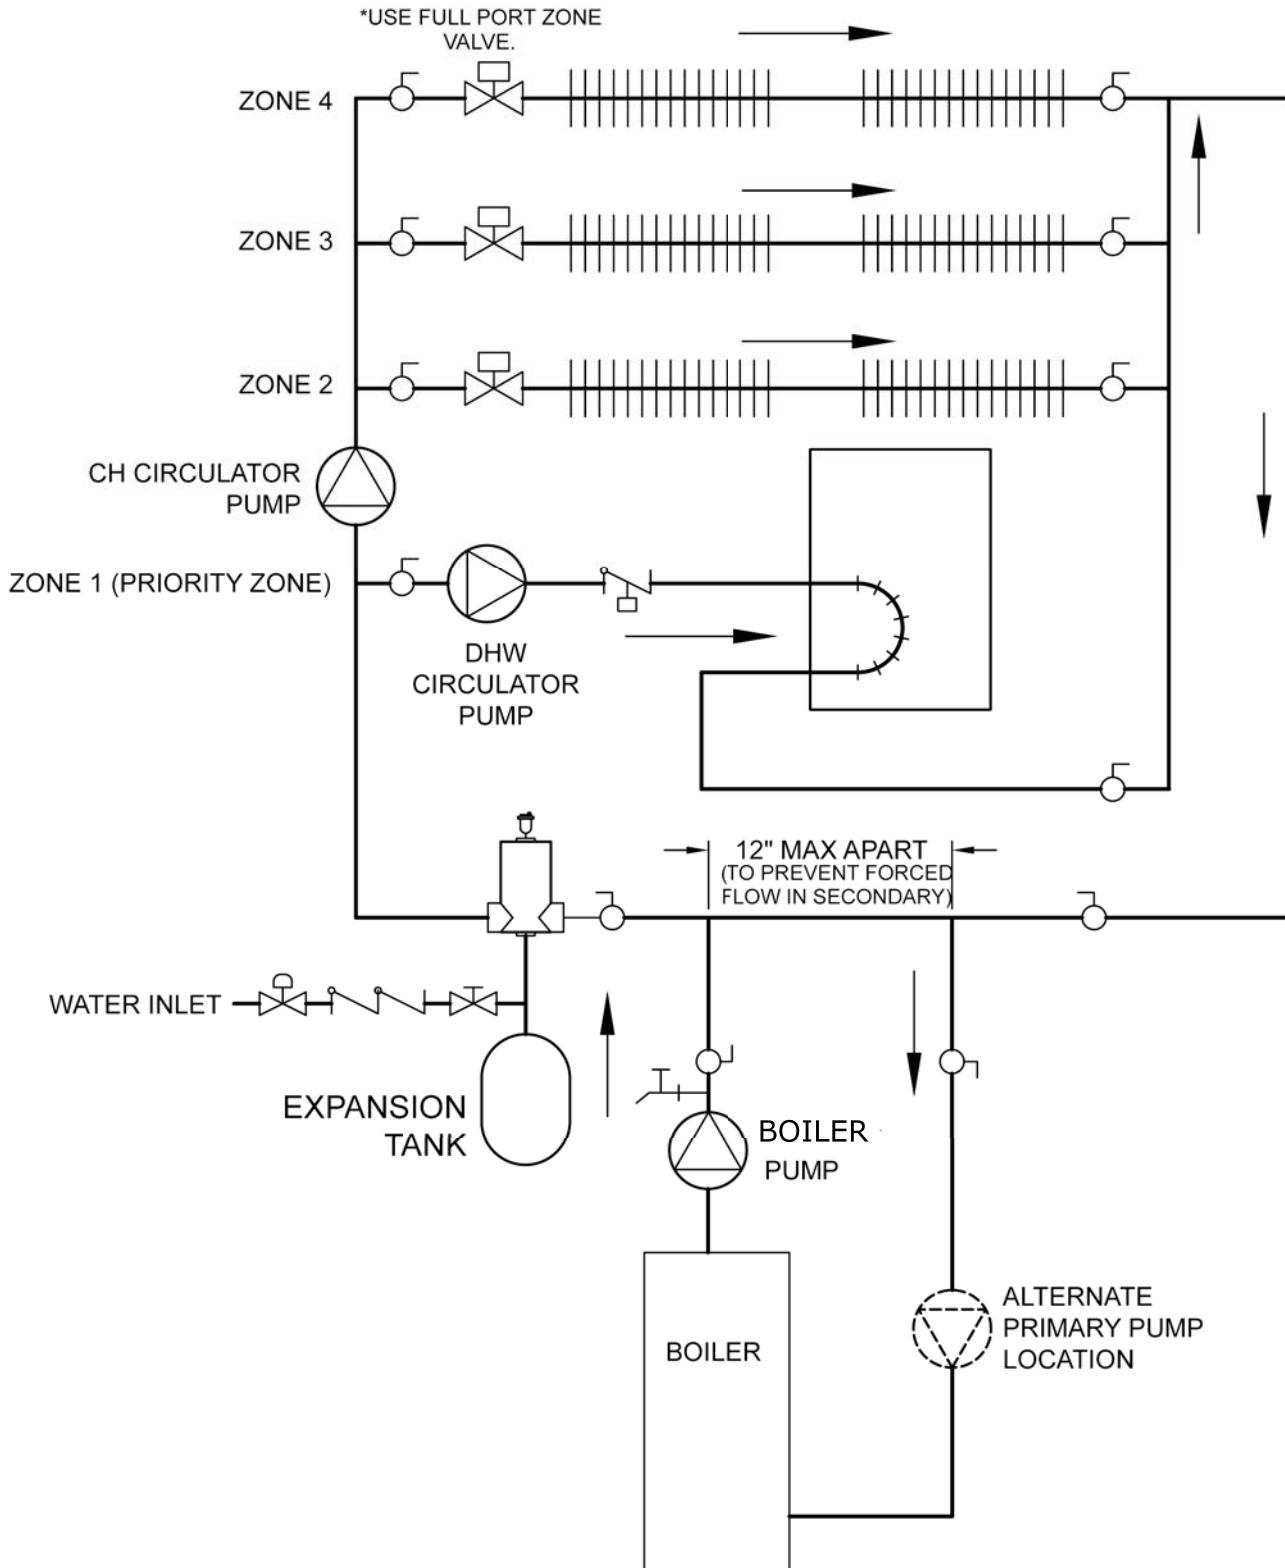 *USE FULL PORT ZONE
VALVE.
ZONE 4
ZONE 3
ZONE 2
CH CIRCULATOR
PUMP
ZONE 1 (PRIORITY ZONE)
DHW
CIRCULATOR
PUMP
12" MAX APART
(TO PREVENT FORCED
FLOW IN SECONDARY)
WATER INLET
EXPANSION
TANK
BOILER
PUMP
BOILER
ALTERNATE
PRIMARY PUMP
LOCATION